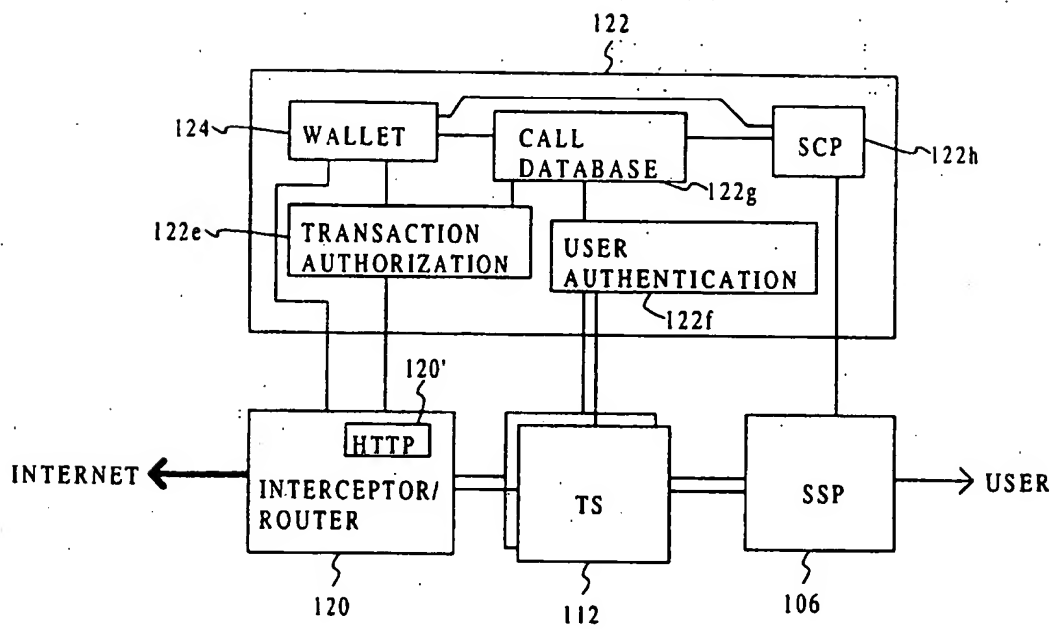 122
124
WALLET
CALL
DATABASE
SCP
122h
122g
122e
TRANSACTION
AUTHORIZATION
USER
AUTHENTICATION
122f
120'
HTTP
INTERNET
INTERCEPTOR/
ROUTER
TS
SSP
USER
120
112
106